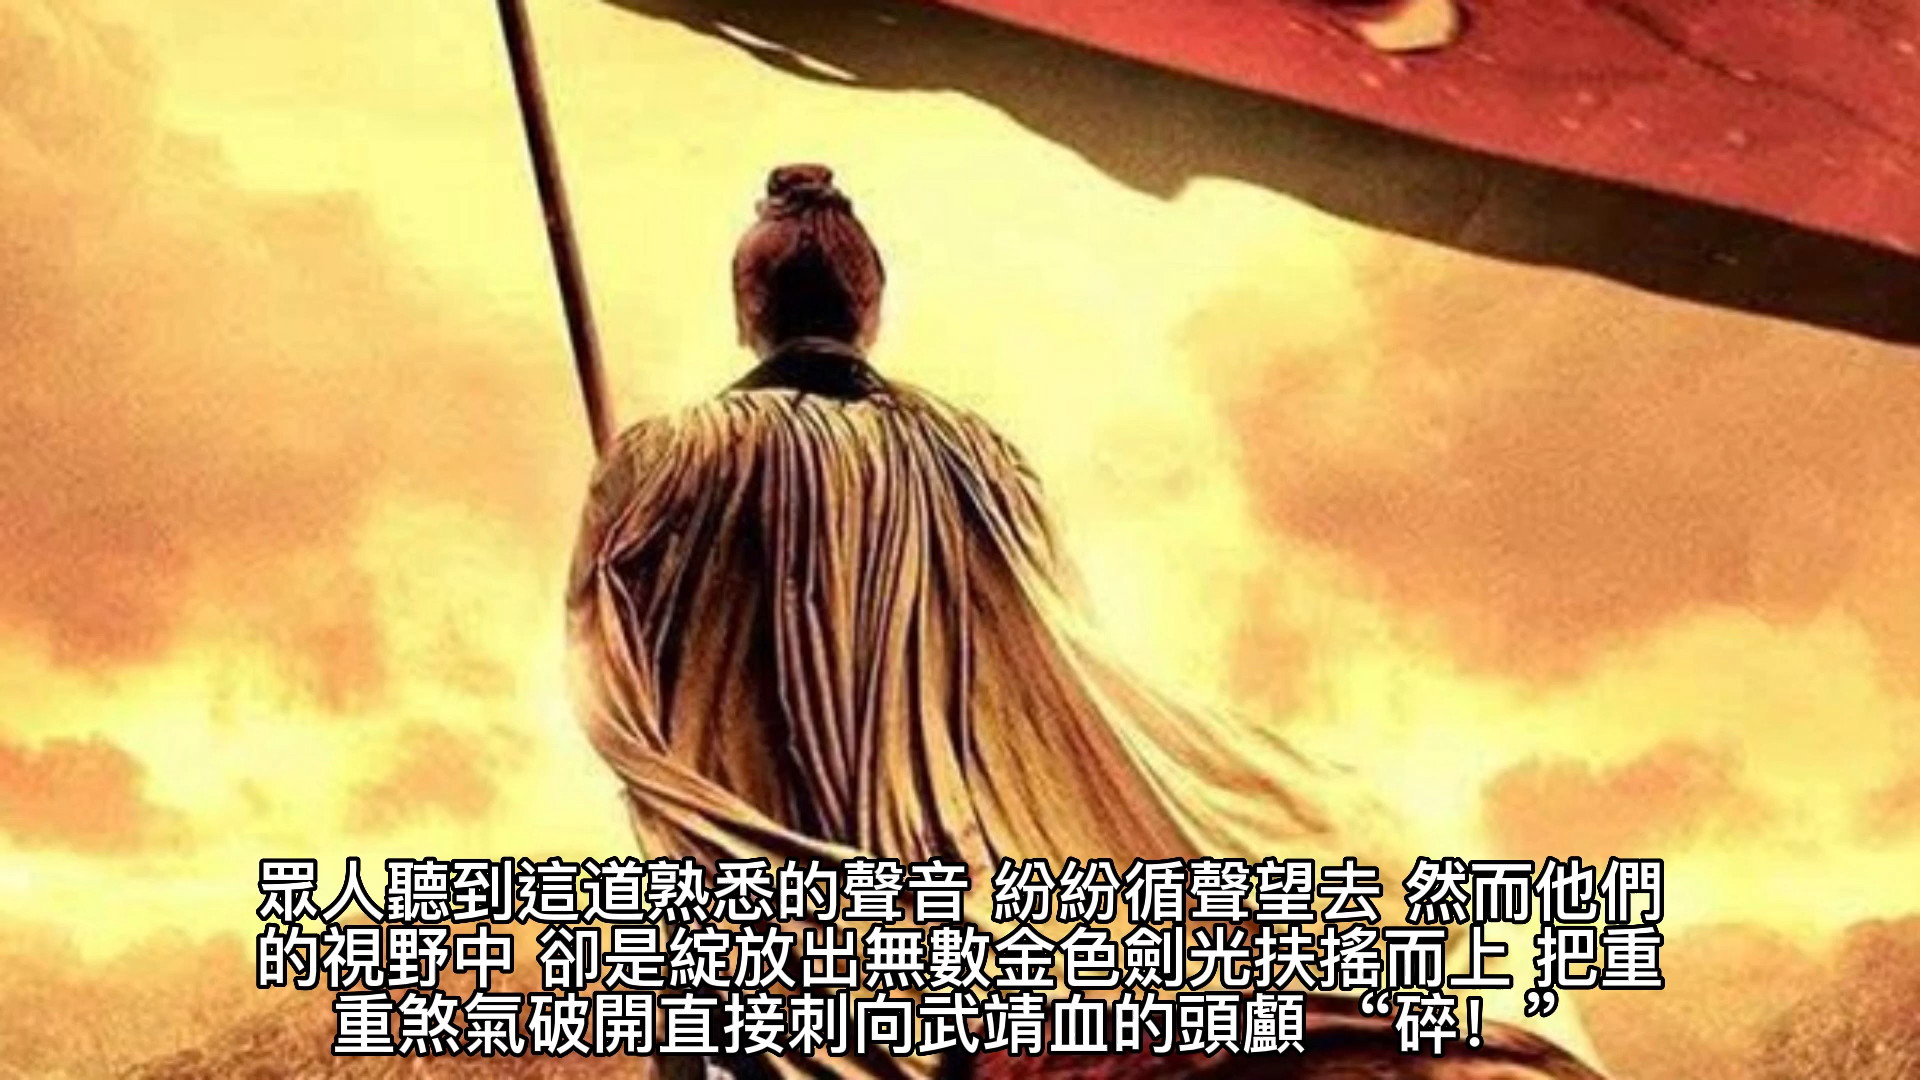 眾人聽到這道熟悉的聲音 紛紛循聲望去 然而他們
的視野中 卻是綻放出無數金色劍光扶搖而上 把重
重煞氣破開直接刺向武靖血的頭顱 “碎！”